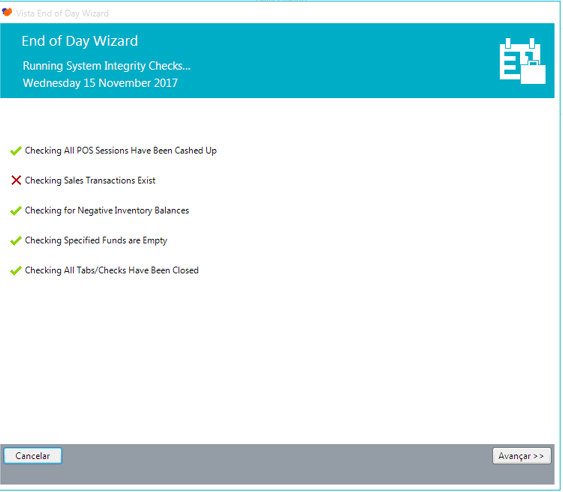 Vista End of Day Wizard
End of Day Wizard
Running System Integrity Checks...
Wednesday 15 November 2017
Checking All POS Sessions Have Been Cashed Up
Checking Sales Transactions Exist
Checking for Negative Inventory Balances
Checking Specified Funds are Empty
Checking All Tabs/Checks Have Been Closed
Cancelar
Avançar >>